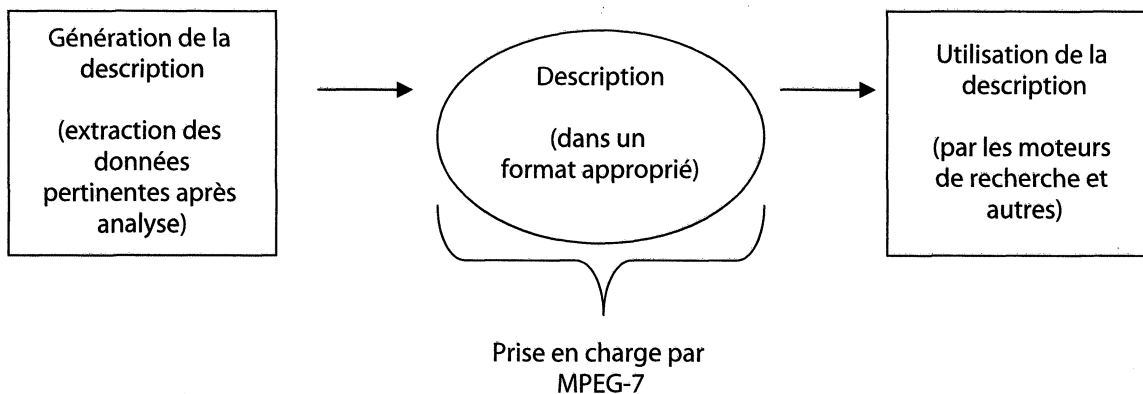 Génération de la
description
(extraction des
données
pertinentes après
analyse)
Description
(dans un
format approprié)
Utilisation de la
description
(par les moteurs
de recherche et
autres)
Prise en charge par
MPEG-7